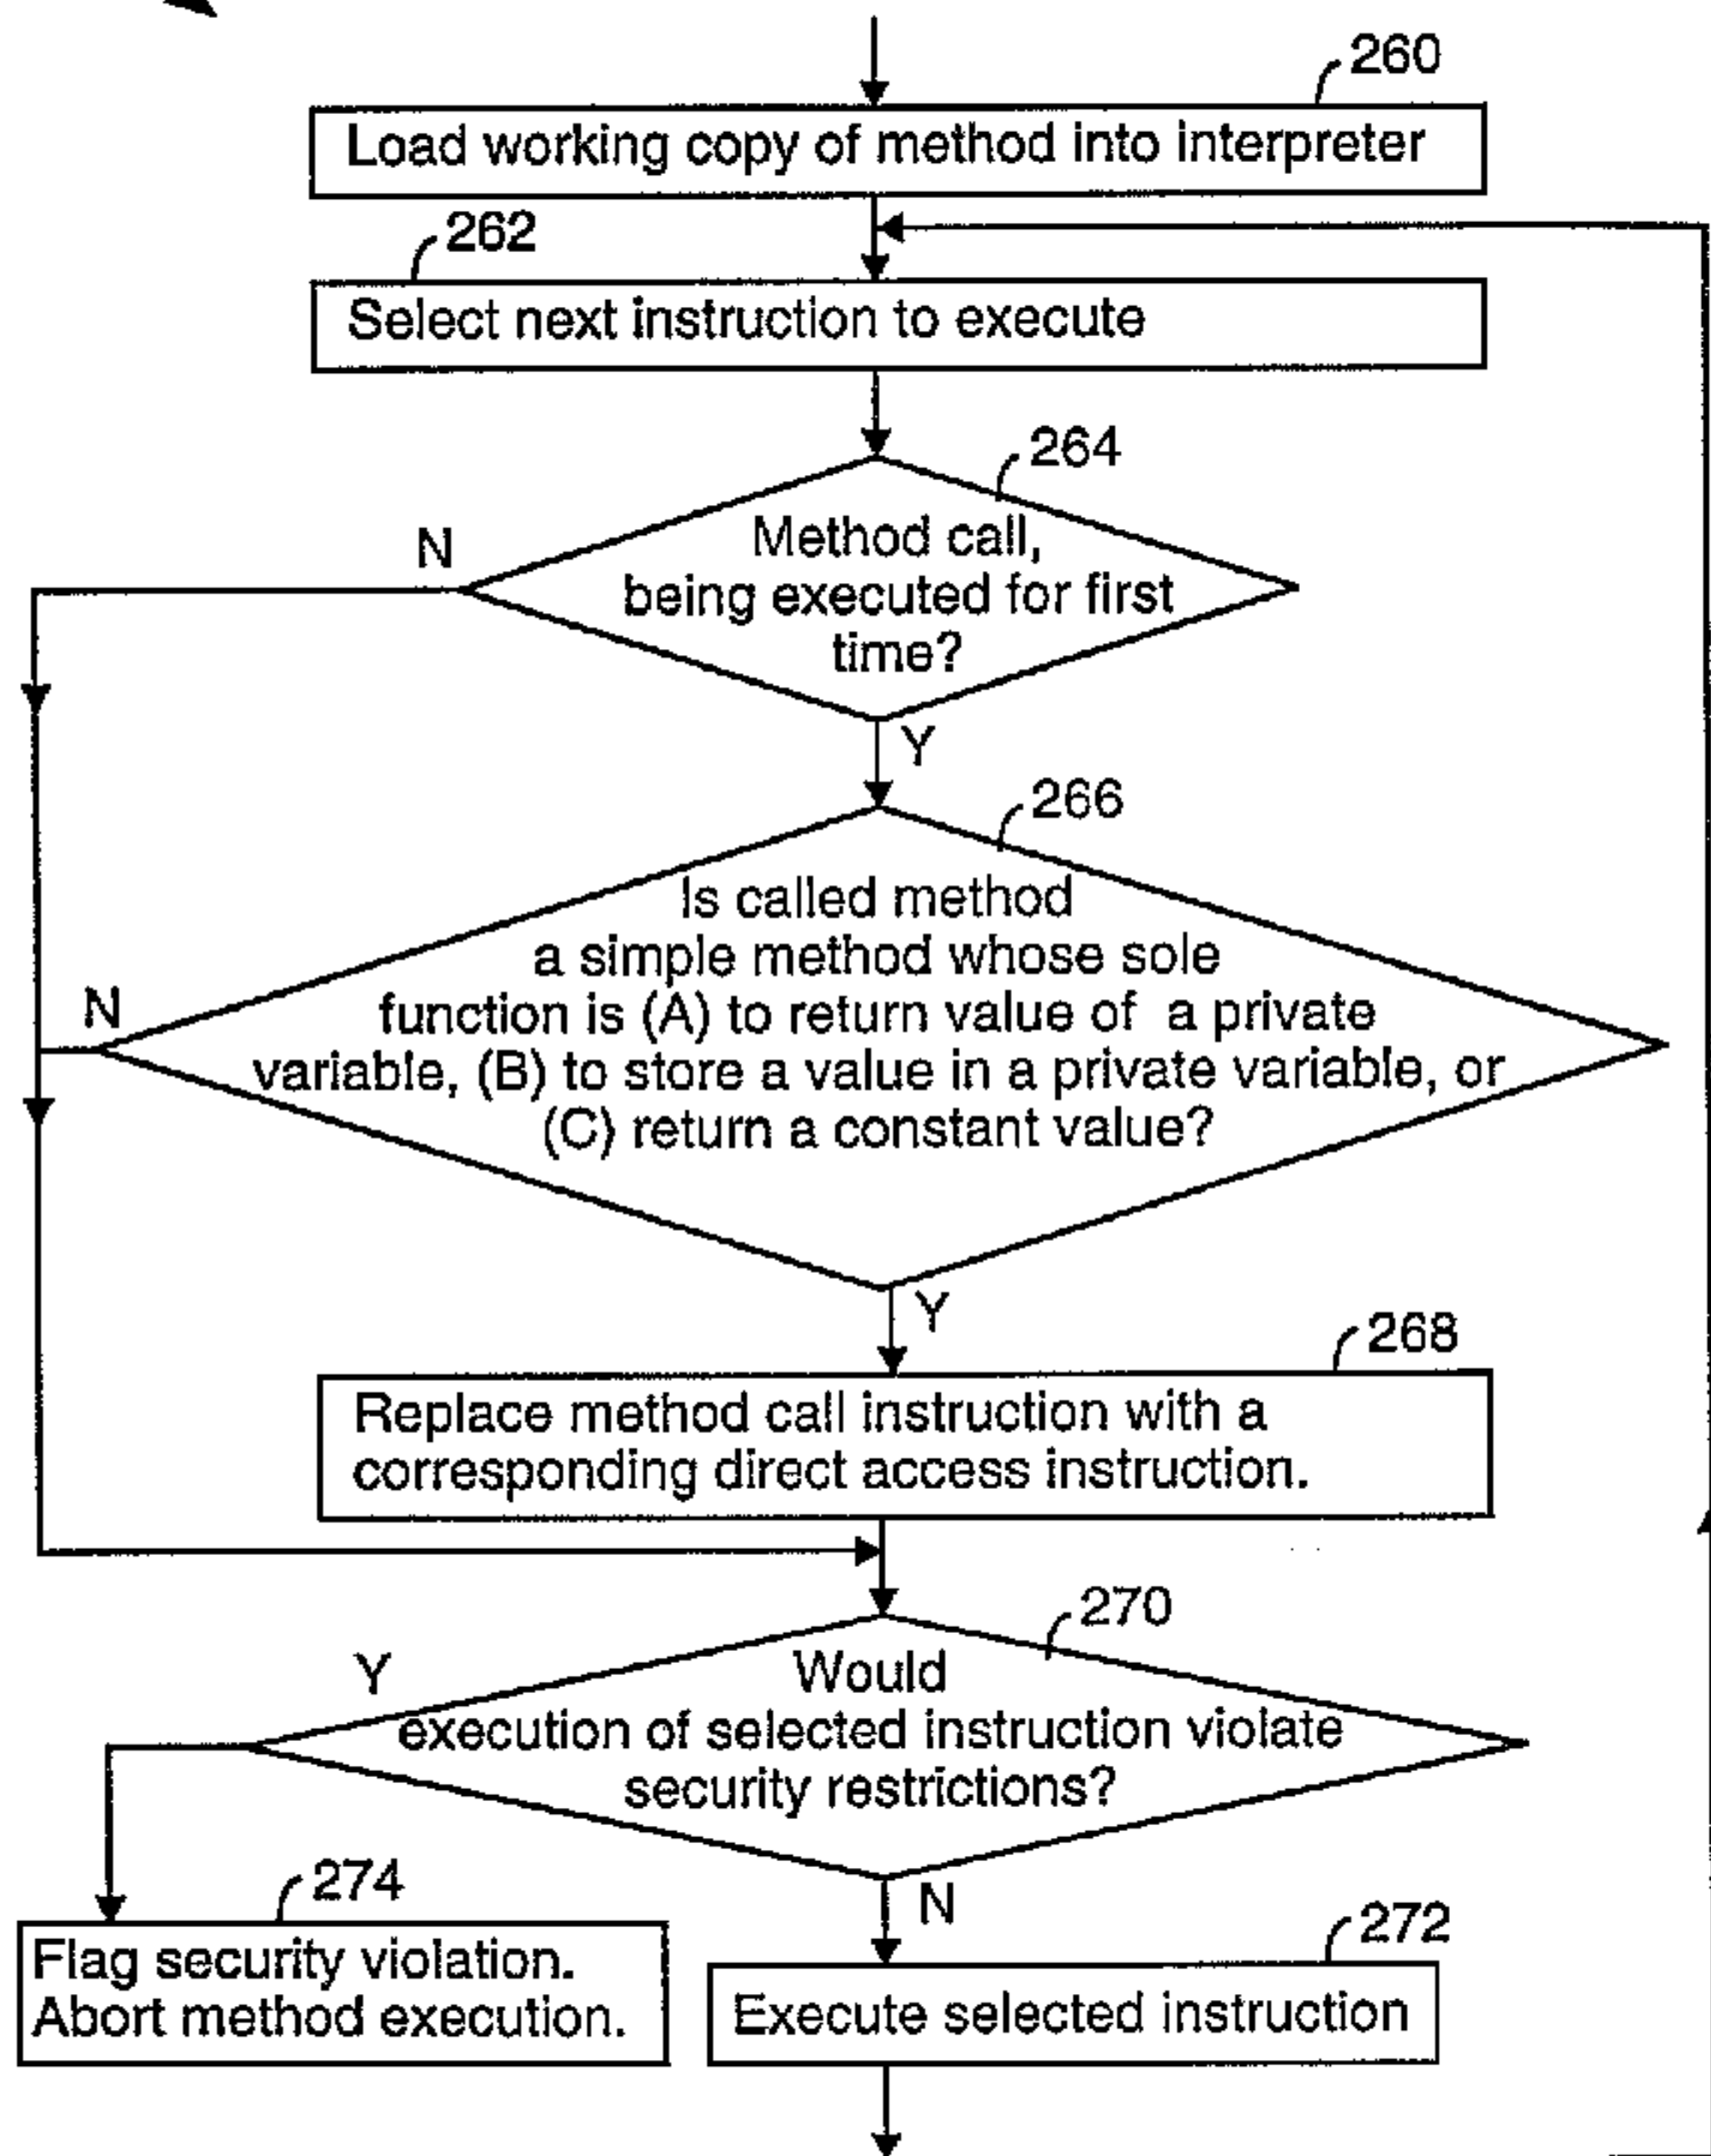 260
Load working copy of method into interpreter
262
Select next instruction to execute
264
N
Method call,
being executed for first
time?
Y
266
Is called method
a simple method whose sole
N
function is (A) to return value of a private
variable, (B) to store a value in a private variable, or
(C) return a constant value?
Y
268
Replace method call instruction with a
corresponding direct access instruction.
270
Y
Would
execution of selected instruction violate
security restrictions?
274
N
272
Flag security violation.
Abort method execution.
Execute selected instruction